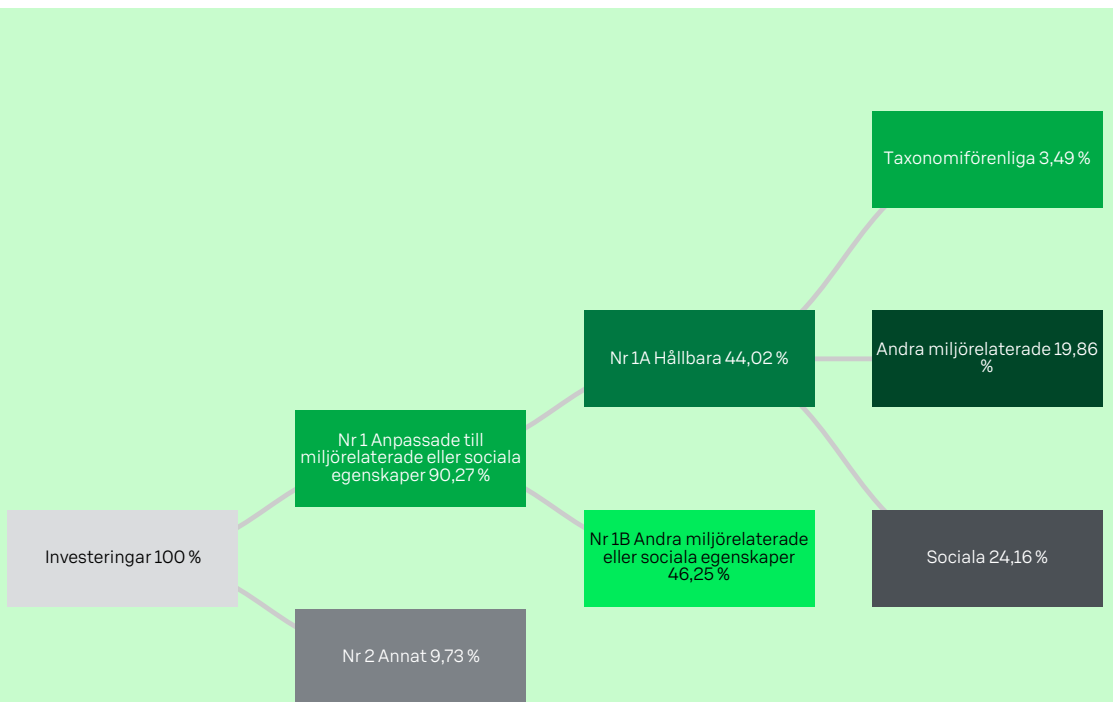 Taxonomiförenliga 3,49 %
Nr 1A Hållbara 44,02 %
Andra miljörelaterade 19,86
%
Nr 1 Anpassade till
miljörelaterade eller sociala
egenskaper 90,27 %
Investeringar 100 %
Nr 1B Andra miljörelaterade
eller sociala egenskaper
46,25 %
Sociala 24,16 %
Nr 2 Annat 9,73 %